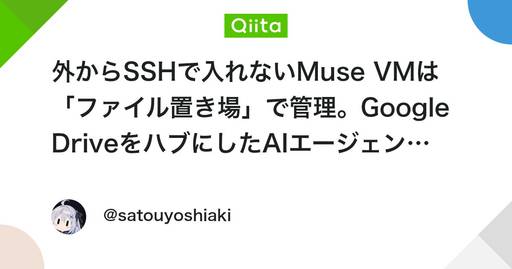 Qiita
外からSSHで入れないMuse VMは
「ファイル置き場」で管理。Google
DriveをハブにしたAIエージェン…
@satouyoshiaki